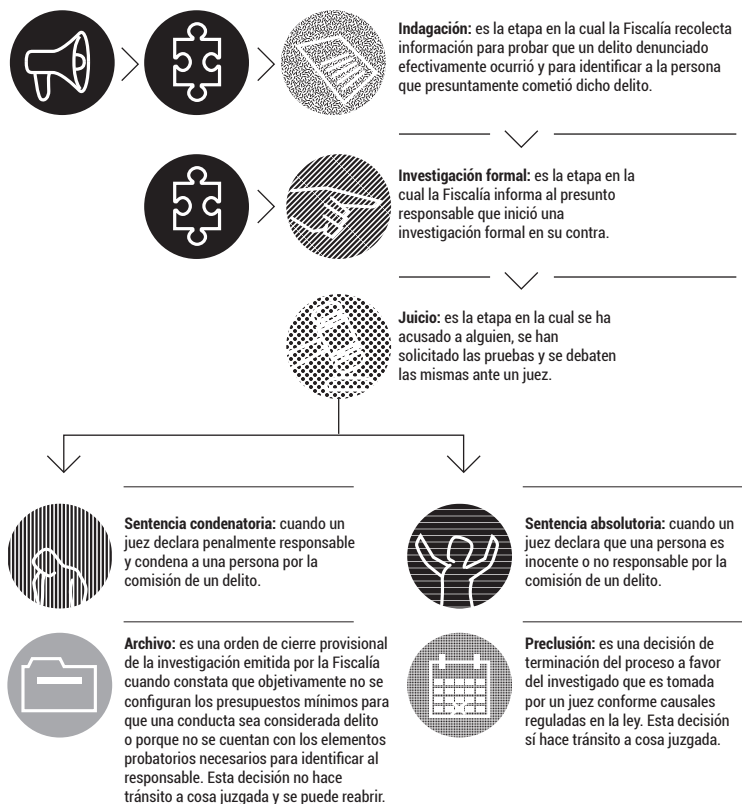 Indagación: es la etapa en la cual la Fiscalía recolecta
información para probar que un delito denunciado
efectivamente ocurrió y para identificar a la persona
que presuntamente cometió dicho delito.
Investigación formal: es la etapa en la
cual la Fiscalía informa al presunto
responsable que inició una
investigación formal en su contra.
Juicio: es la etapa en la cual se ha
acusado a alguien, se han
solicitado las pruebas y se debaten
las mismas ante un juez.
Sentencia condenatoria: cuando un
juez declara penalmente responsable
y condena a una persona por la
comisión de un delito.
Sentencia absolutoria: cuando un
juez declara que una persona es
inocente o no responsable por la
comisión de un delito.
Archivo: es una orden de cierre provisional
de la investigación emitida por la Fiscalía
cuando constata que objetivamente no se
configuran los presupuestos mínimos para
que una conducta sea considerada delito
o porque no se cuentan con los elementos
probatorios necesarios para identificar al
responsable. Esta decisión no hace
tránsito a cosa juzgada y se puede reabrir.
Preclusión: es una decisión de
terminación del proceso a favor
del investigado que es tomada
por un juez conforme causales
reguladas en la ley. Esta decisión
sí hace tránsito a cosa juzgada.